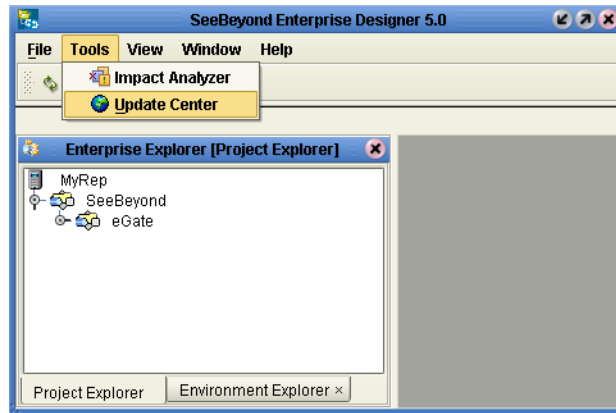 SeeBeyond Enterprise Designer 5.0
File Tools View Window Help
Impact Analyzer
Update Center
Enterprise Explorer [Project Explorer]
MyRep
SeeBeyond
eGate
Project Explorer Environment Explorer ×